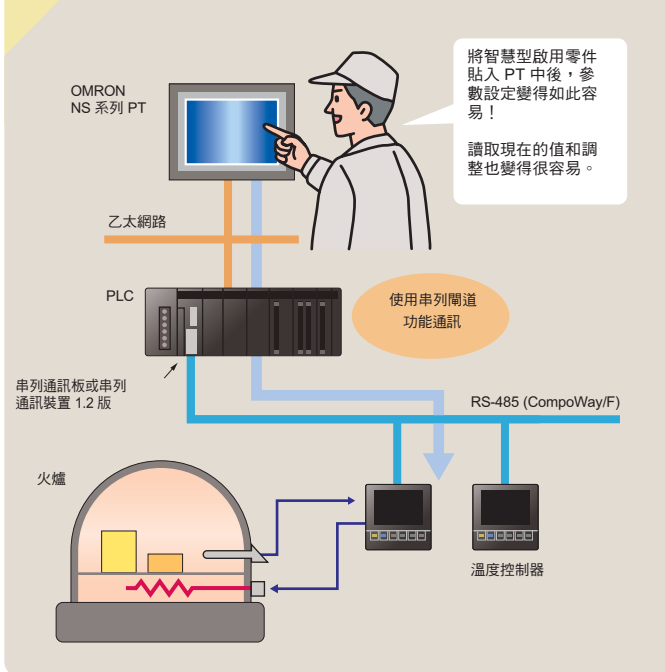 OMRON
NS 系列 PT
將智慧型啟用零件
貼入 PT 中後，參
數設定變得如此容
易！
讀取現在的值和調
整也變得很容易。
乙太網路
PLC
使用串列閘道
功能通訊
串列通訊板或串列
通訊裝置 1.2 版
RS-485 (CompoWay/F)
火爐
溫度控制器